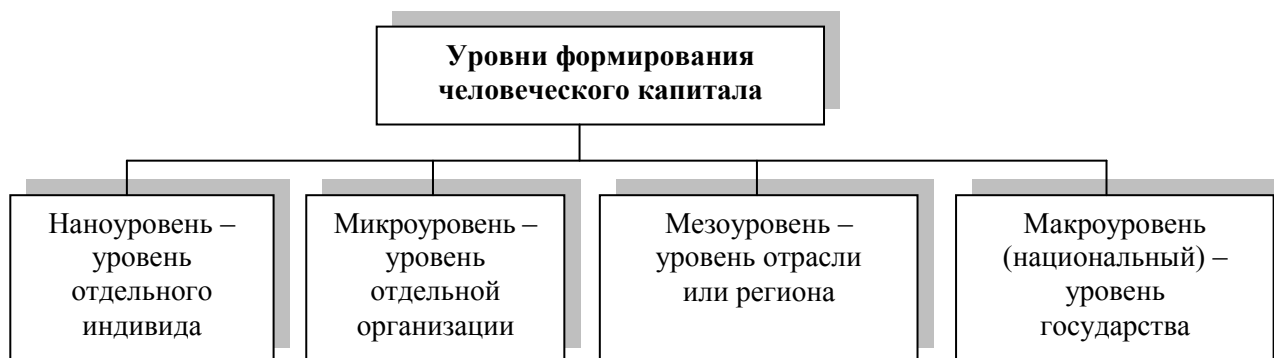 Уровни формирования
человеческого капитала
Наноуровень –
уровень
отдельного
индивида
Микроуровень –
уровень
отдельной
организации
Мезоуровень –
уровень отрасли
или региона
Макроуровень
(национальный) –
уровень
государства